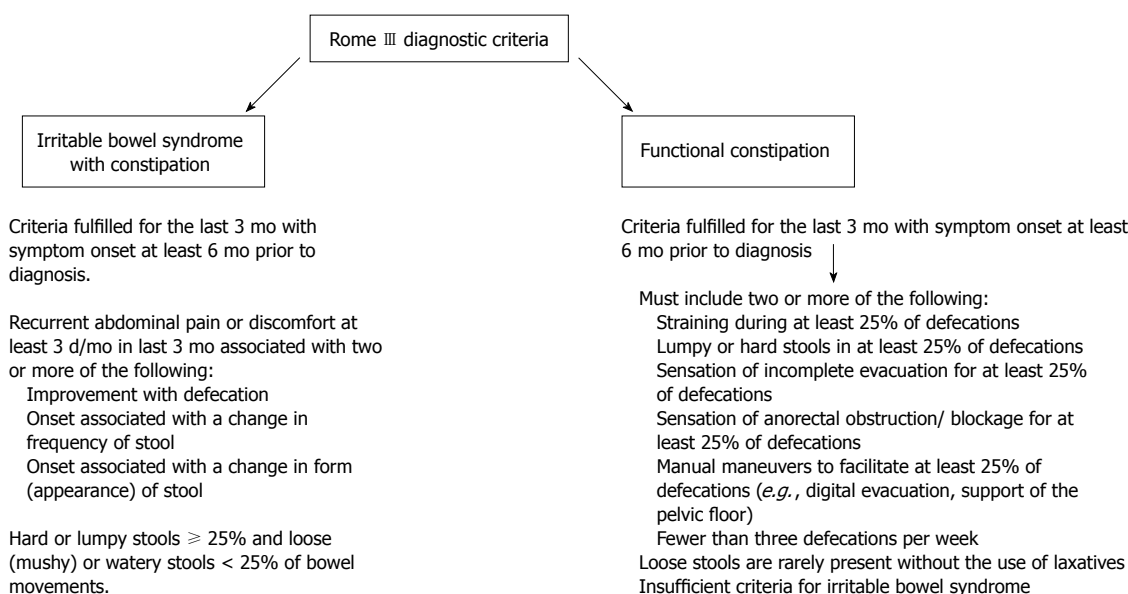 Rome Ⅲ diagnostic criteria
Irritable bowel syndrome
with constipation
Criteria fulfilled for the last 3 mo with
symptom onset at least 6 mo prior to
diagnosis.
Recurrent abdominal pain or discomfort at
least 3 d/mo in last 3 mo associated with two
or more of the following:
Improvement with defecation
Onset associated with a change in
frequency of stool
Onset associated with a change in form
(appearance) of stool
Hard or lumpy stools ≥ 25% and loose
(mushy) or watery stools < 25% of bowel
movements.
Functional constipation
Criteria fulfilled for the last 3 mo with symptom onset at least
6 mo prior to diagnosis
Must include two or more of the following:
Straining during at least 25% of defecations
Lumpy or hard stools in at least 25% of defecations
Sensation of incomplete evacuation for at least 25%
of defecations
Sensation of anorectal obstruction/ blockage for at
least 25% of defecations
Manual maneuvers to facilitate at least 25% of
defecations (e.g., digital evacuation, support of the
pelvic floor)
Fewer than three defecations per week
Loose stools are rarely present without the use of laxatives
Insufficient criteria for irritable bowel syndrome